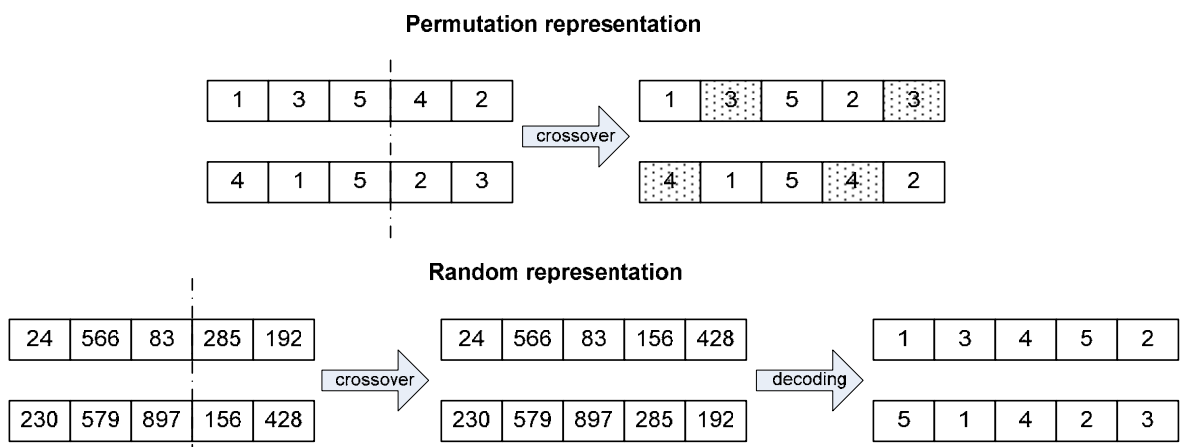 Permutation representation
1 3 5 4 2 1 3 5 2 3
crossover
4 1 5 2 3 4 1 5 4 2
Random representation
24 566 83 285 192 24 566 83 156 428 1 3 4 5 2
crossover decoding
230 579 897 156 428 230 579 897 285 192 5 1 4 2 3